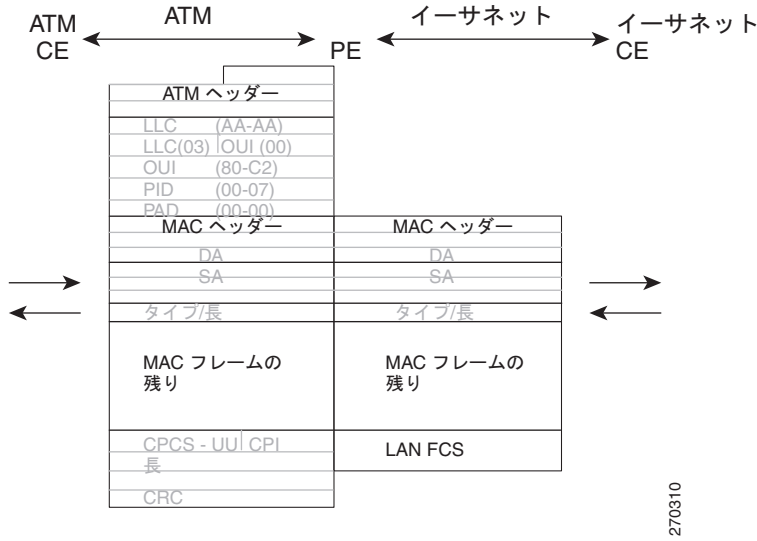 ATM CE
ATM
PE
イーサネット
イーサネット CE
ATM ヘッダー
LLC (AA-AA)
LLC(03) OUI (00)
OUI (80-C2)
PID (00-07)
PAD (00-00)
MAC ヘッダー
MAC ヘッダー
DA
DA
SA
SA
タイプ/長
タイプ/長
MAC フレームの
残り
MAC フレームの
残り
CPCS - UU CPI
長
LAN FCS
CRC
270310